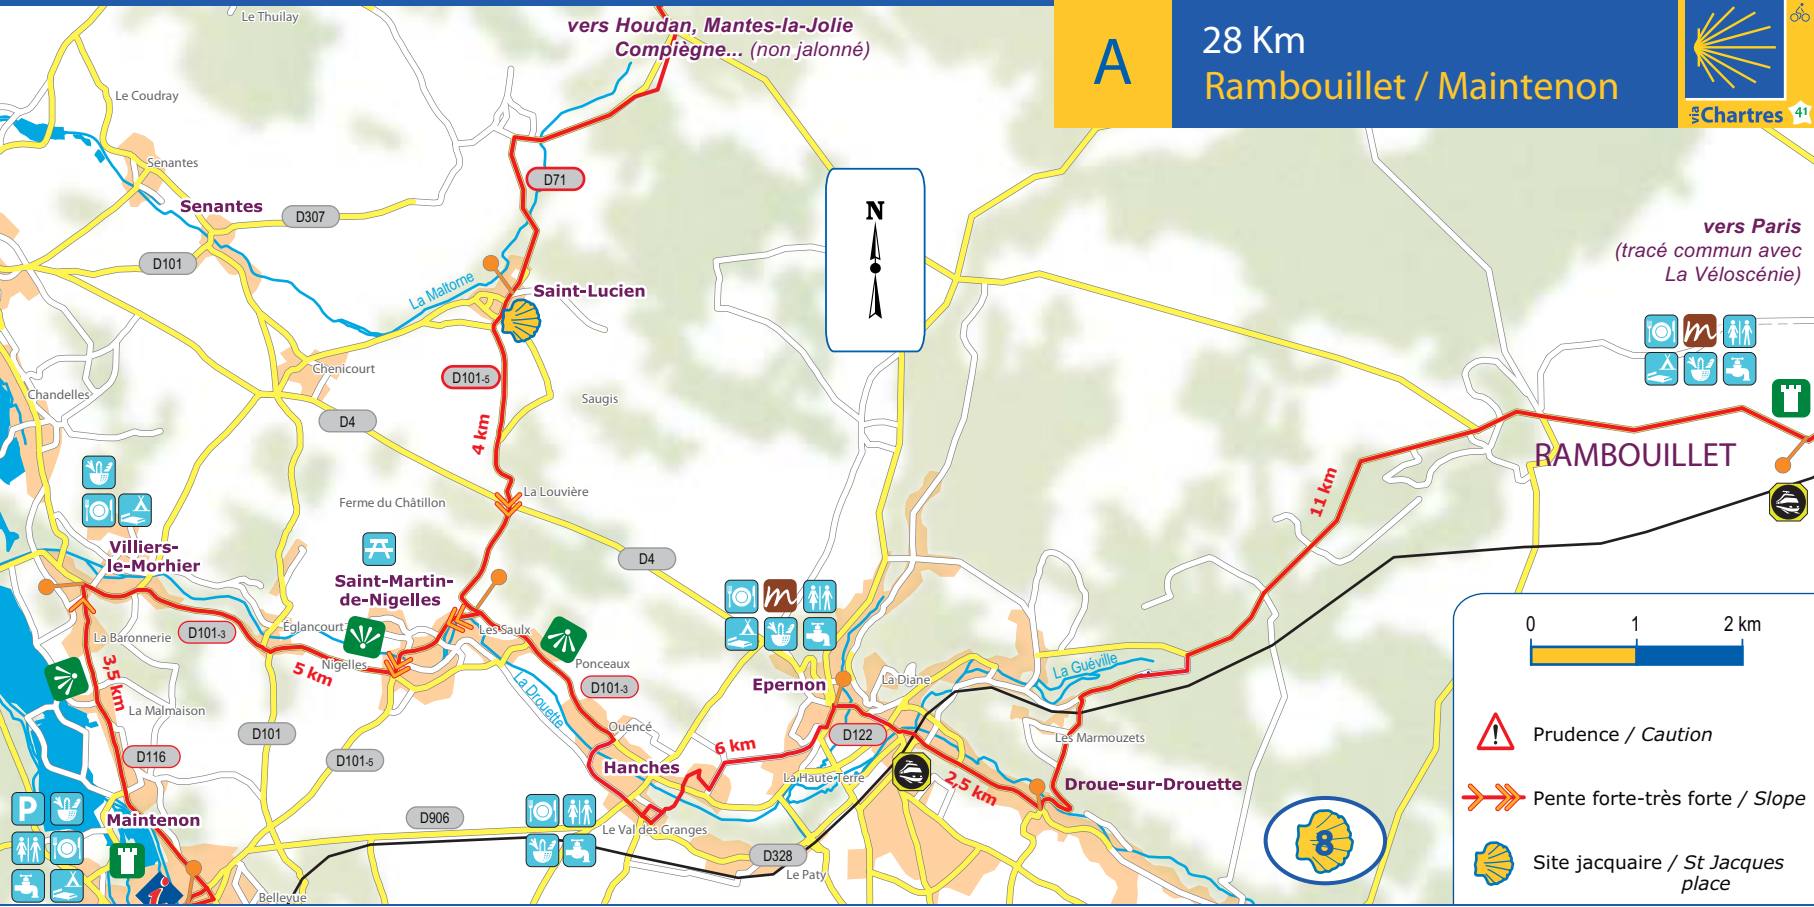 A
28 Km
Rambouillet / Maintenon
via Chartres 41
vers Houdan, Mantes-la-Jolie
Compiègne... (non jalonné)
Le Thuilay
Le Coudray
Senantes
Senantes
D307
D101
D71
La Maltorne
Saint-Lucien
N
vers Paris
(tracé commun avec
La Véloscénie)
Chenicourt
Chandelles
D101-5
D4
4 km
Saugis
m
RAMBOUILLET
11 km
La Louvière
Ferme du Châtillon
D4
Villiers-
le-Morhier
Saint-Martin-
de-Nigelles
m
La Baronnerie
D101-3
Églancourt
Nigelles
5 km
Les Saulx
Ponceaux
D101-3
La Drouette
3,5 km
La Malmaison
D116
D101
D101-5
Ouencé
Hanches
6 km
Epernon
La Diane
La Guéville
D122
Les Marmouzets
La Haute Terre
2,5 km
Droue-sur-Drouette
P
Maintenon
D906
Le Val des Granges
D328
Le Paty
i
Bellevue
8
0 1 2 km
! Prudence / Caution
Pente forte-très forte / Slope
Site jacquaire / St Jacques
place